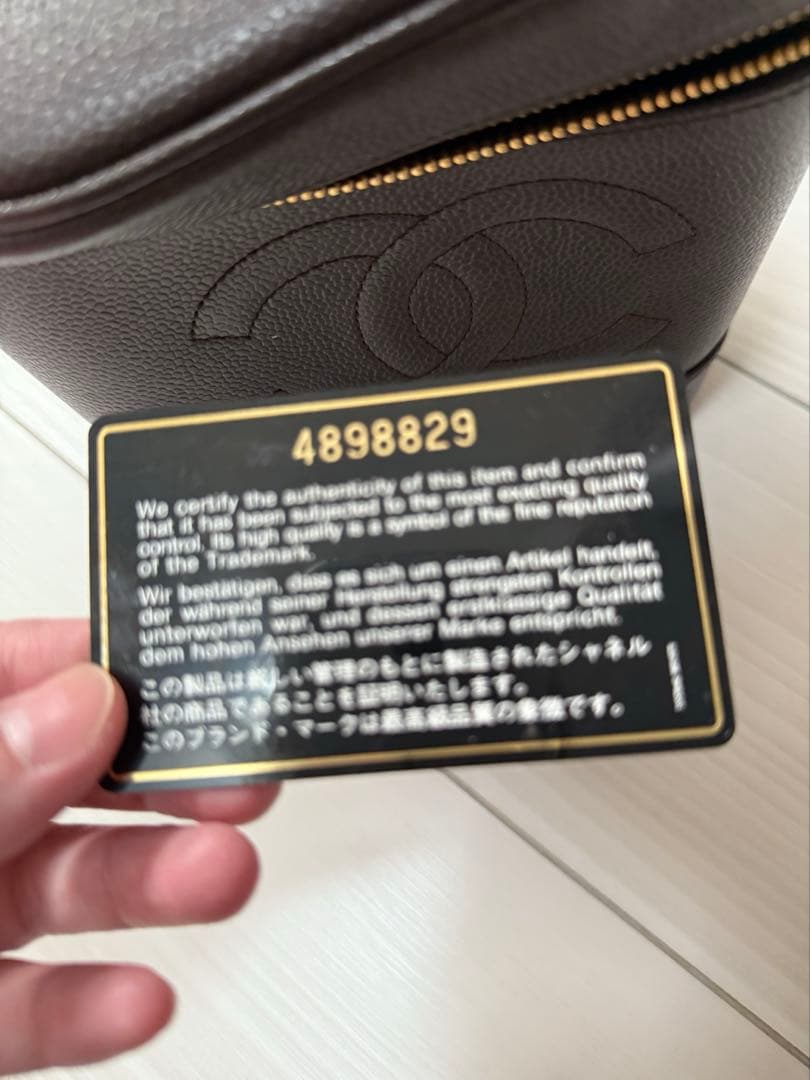 4898829
We certify the authenticity of this item and confirm
that it has been subjected to the most exacting quality
control. Its high quality is a symbol of the fine reputation
of the Trademark.
Wir bestätigen, dass es sich um einen Artikel handelt,
der während seiner Herstellung strengsten Kontrollen
unterworfen war, und dessen erstklassige Qualität
dem hohen Ansehen unserer Marke entspricht.
この製品は厳しい管理のもとに製造されたシャネル
社の商品であることを証明いたします。
このブランド・マークは最高級品質の象徴です。